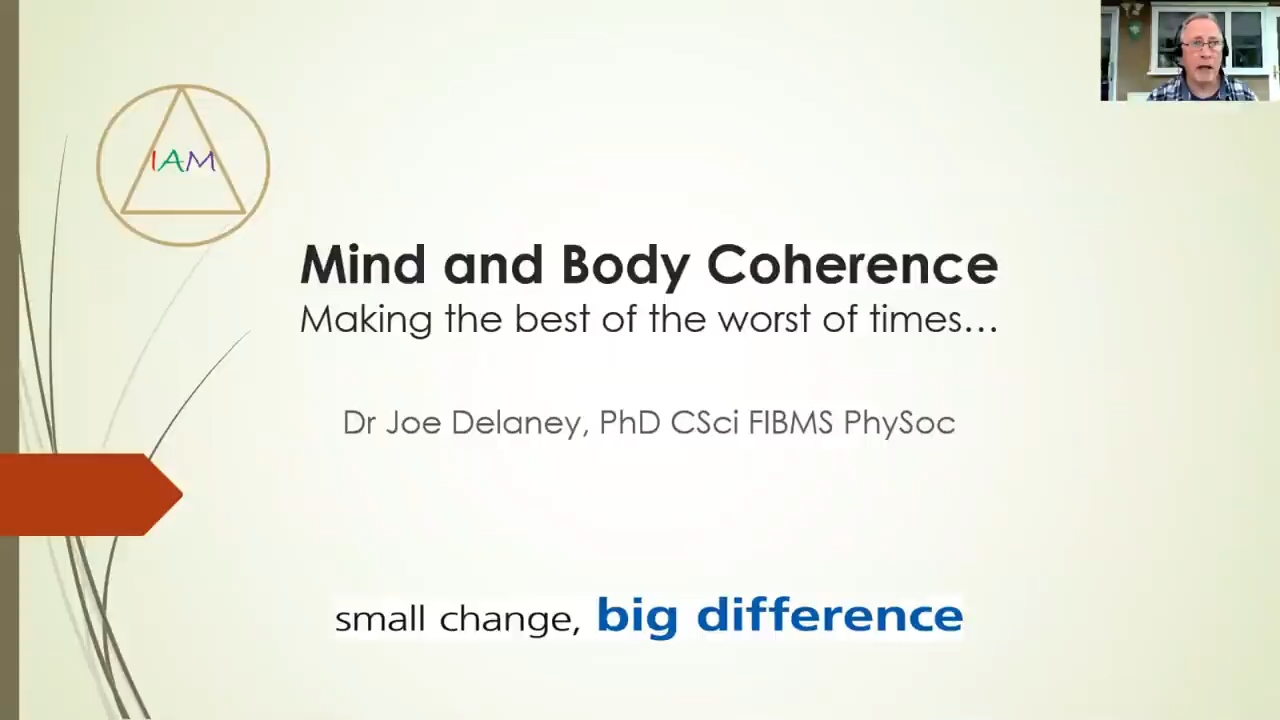 IAM
Mind and Body Coherence
Making the best of the worst of times…
Dr Joe Delaney, PhD CSci FIBMS PhySoc
small change, big difference